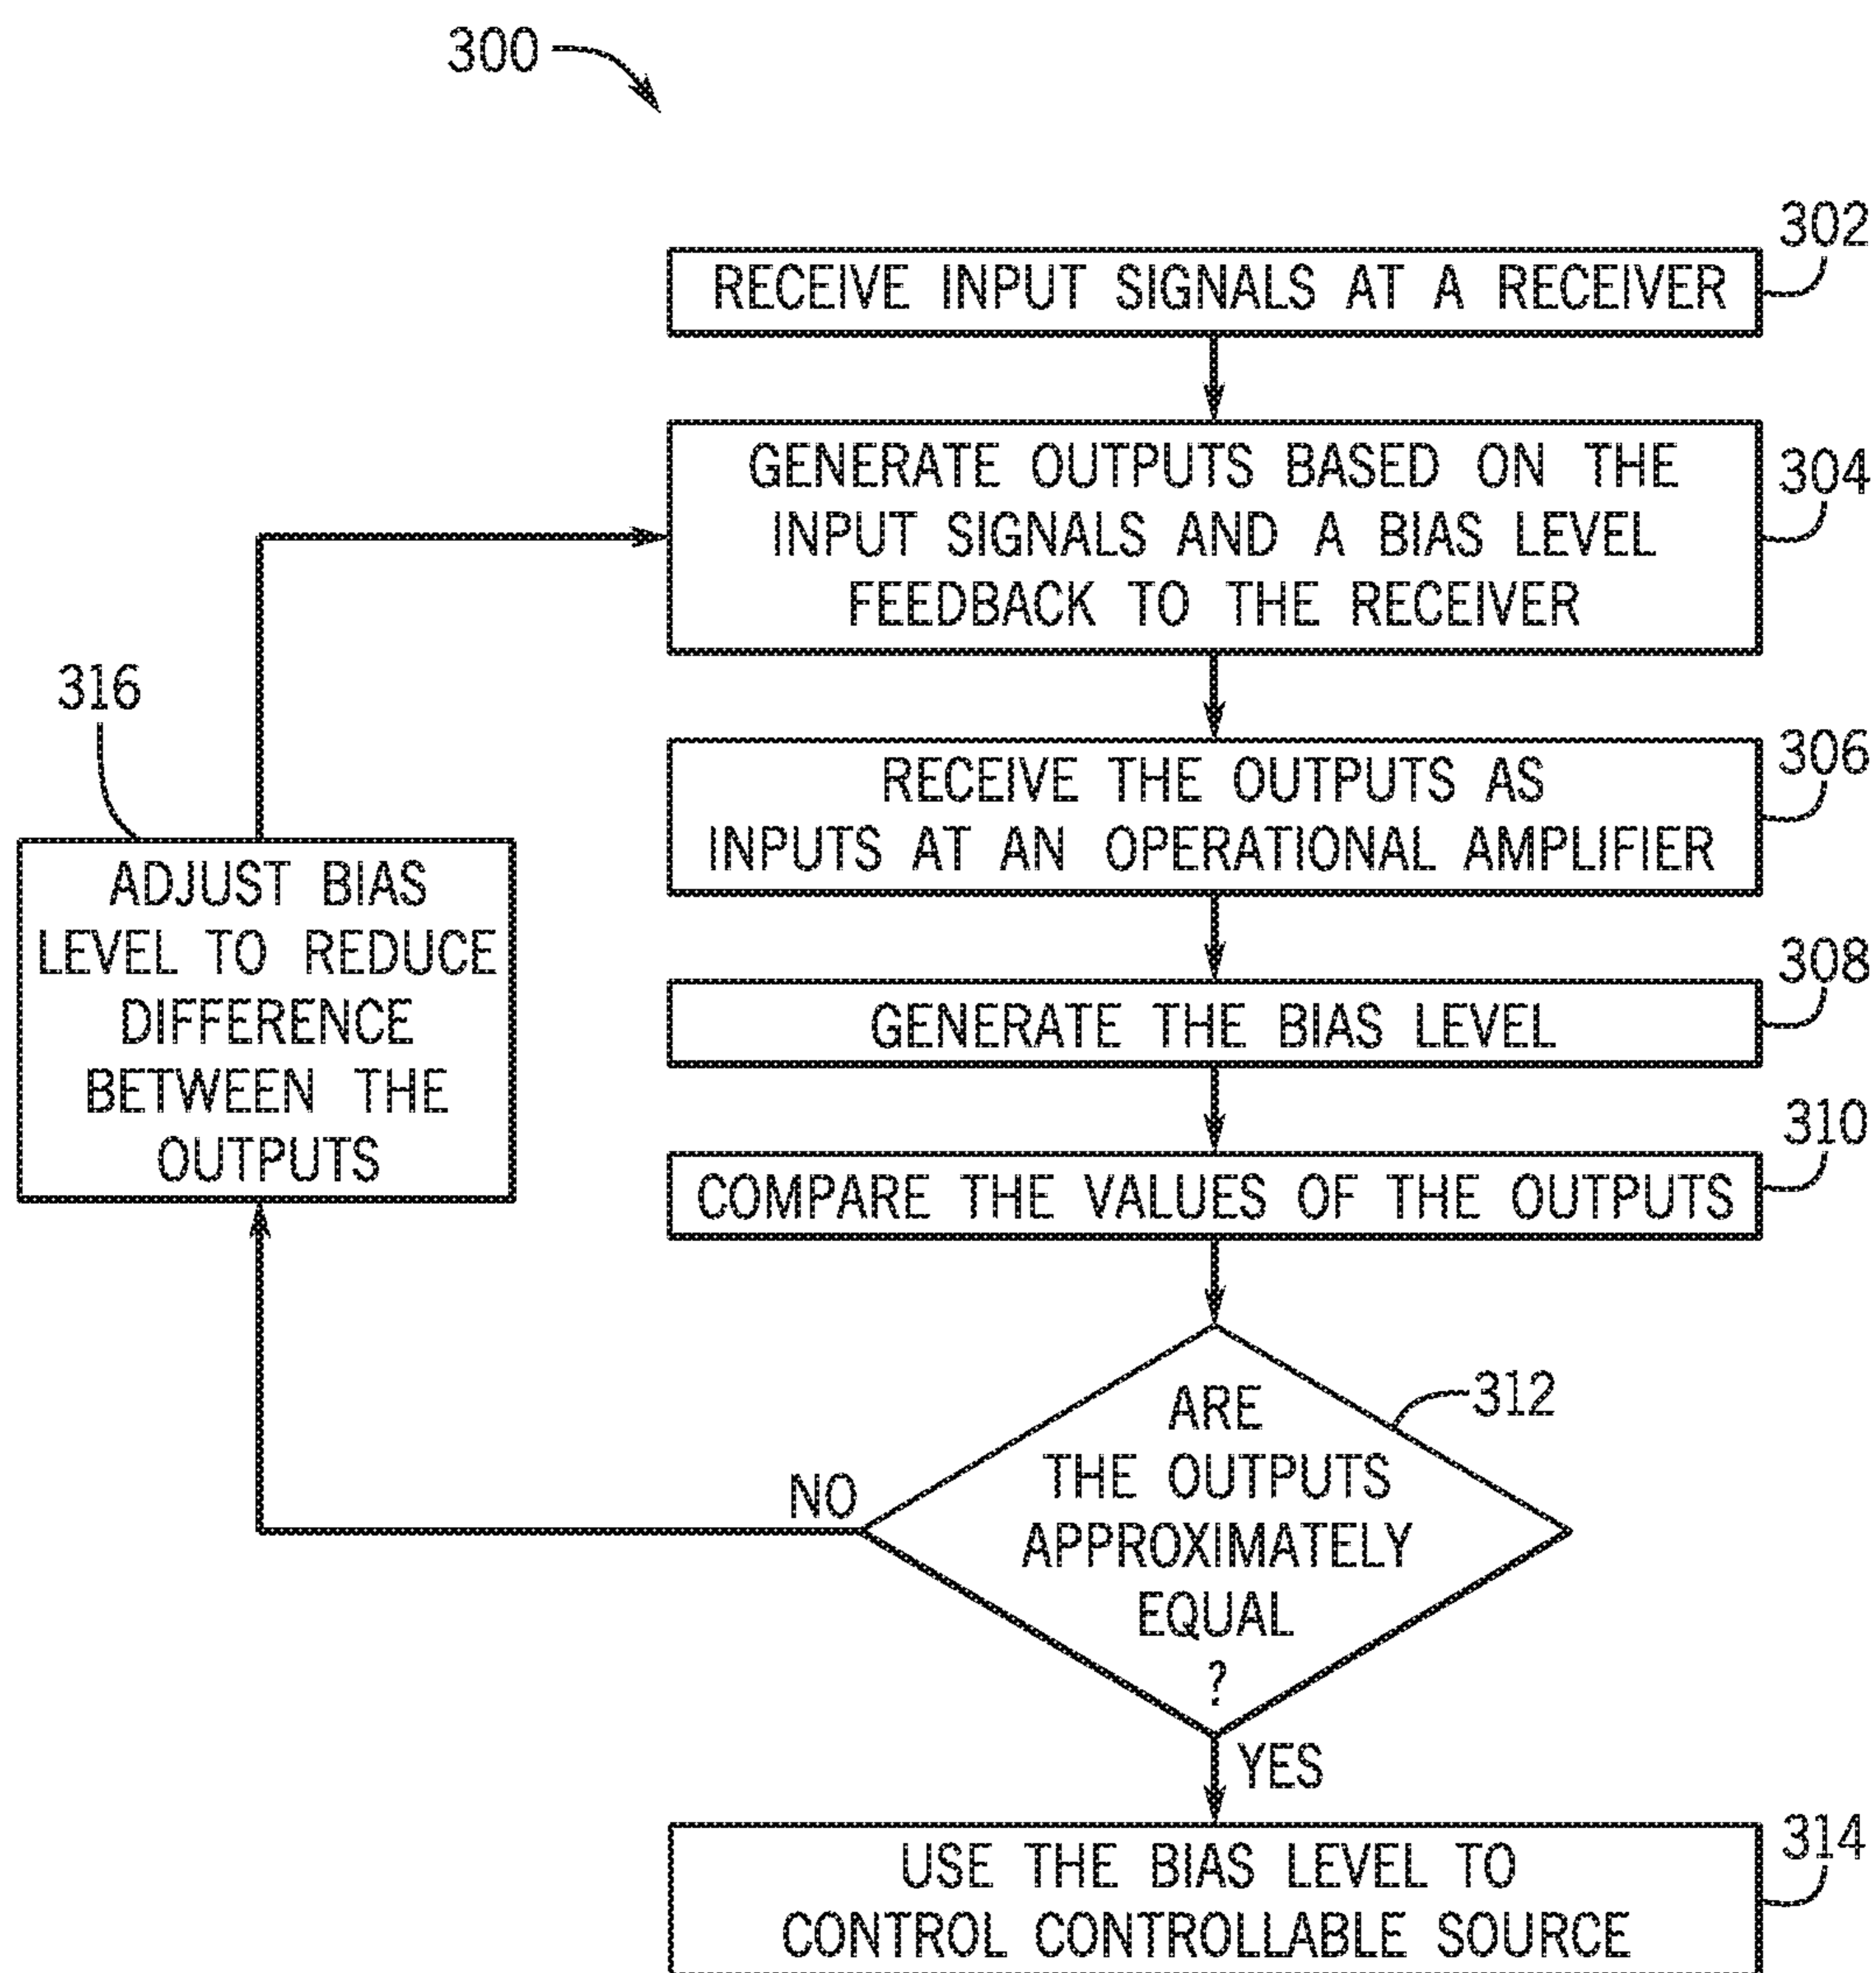 300
302
RECEIVE INPUT SIGNALS AT A RECEIVER
304
GENERATE OUTPUTS BASED ON THE
INPUT SIGNALS AND A BIAS LEVEL
FEEDBACK TO THE RECEIVER
306
RECEIVE THE OUTPUTS AS
INPUTS AT AN OPERATIONAL AMPLIFIER
308
GENERATE THE BIAS LEVEL
310
COMPARE THE VALUES OF THE OUTPUTS
312
ARE
THE OUTPUTS
APPROXIMATELY
EQUAL
?
NO
YES
316
ADJUST BIAS
LEVEL TO REDUCE
DIFFERENCE
BETWEEN THE
OUTPUTS
314
USE THE BIAS LEVEL TO
CONTROL CONTROLLABLE SOURCE